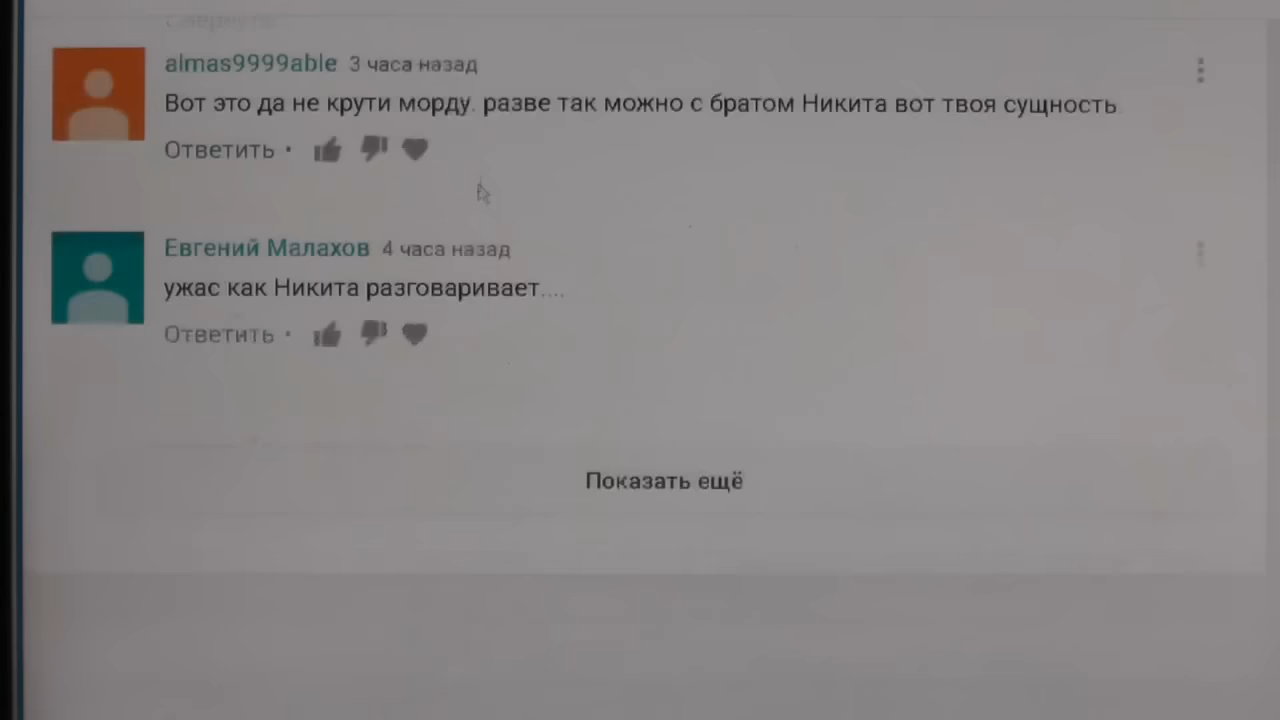 almas9999able 3 часа назад
Вот это да не крути морду. разве так можно с братом Никита вот твоя сущность
Ответить •
Евгений Малахов 4 часа назад
ужас как Никита разговаривает....
Ответить •
Показать ещё